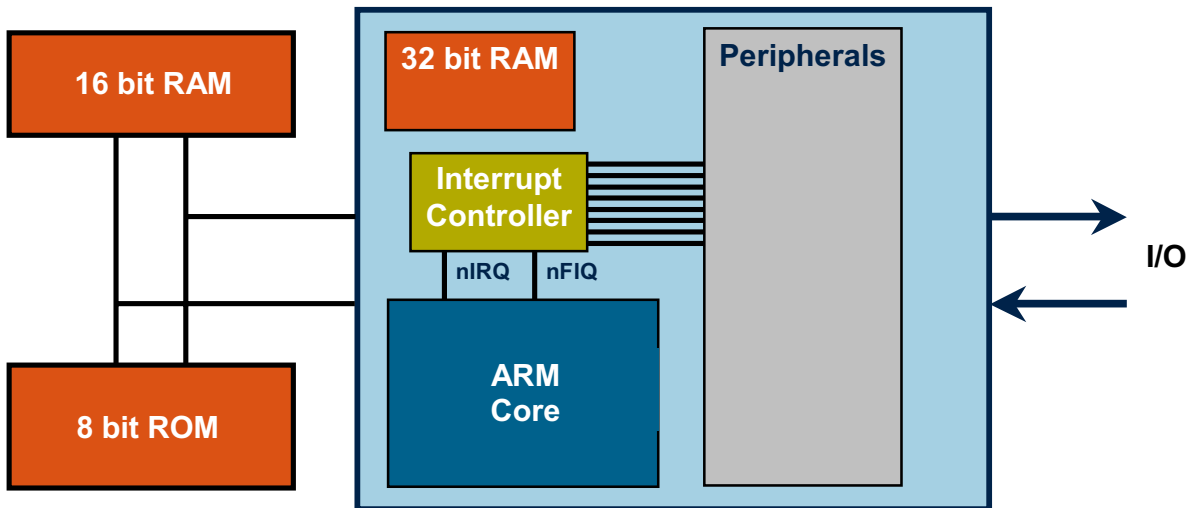 16 bit RAM
32 bit RAM
Peripherals
Interrupt
Controller
nIRQ
nFIQ
I/O
ARM
Core
8 bit ROM